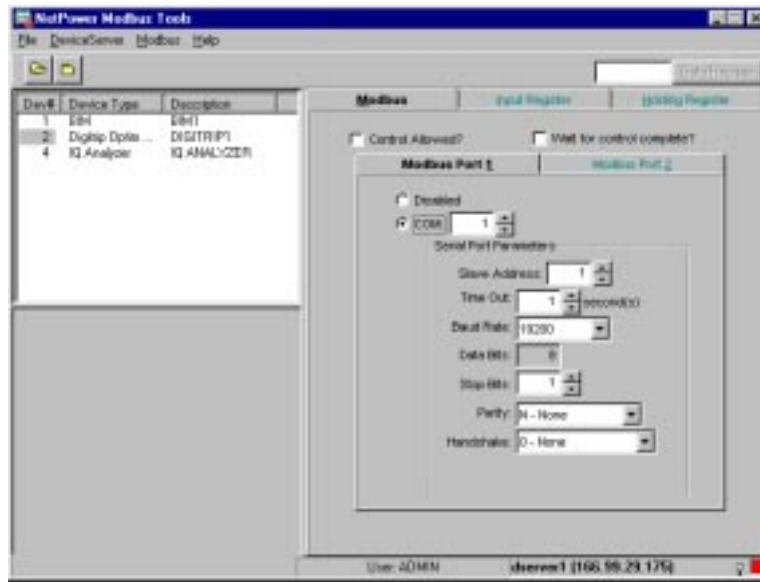 NetPower Modbus Tools
File DeviceServer Modbus Help
Dev# Device Type Description
1 EIM EIM1
2 Digitrip Optim ... DIGITRIP1
4 IQ Analyzer IQ ANALYZER
Modbus Input Register Holding Register
Control Allowed? Wait for control complete?
Modbus Port 1 Modbus Port 2
Disabled
COM: 1
Serial Port Parameters
Slave Address: 1
Time Out: 1 second(s)
Baud Rate: 19200
Data Bits: 8
Stop Bits: 1
Parity: N - None
Handshake: 0 - None
User: ADMIN dserver1 (166.99.29.175)